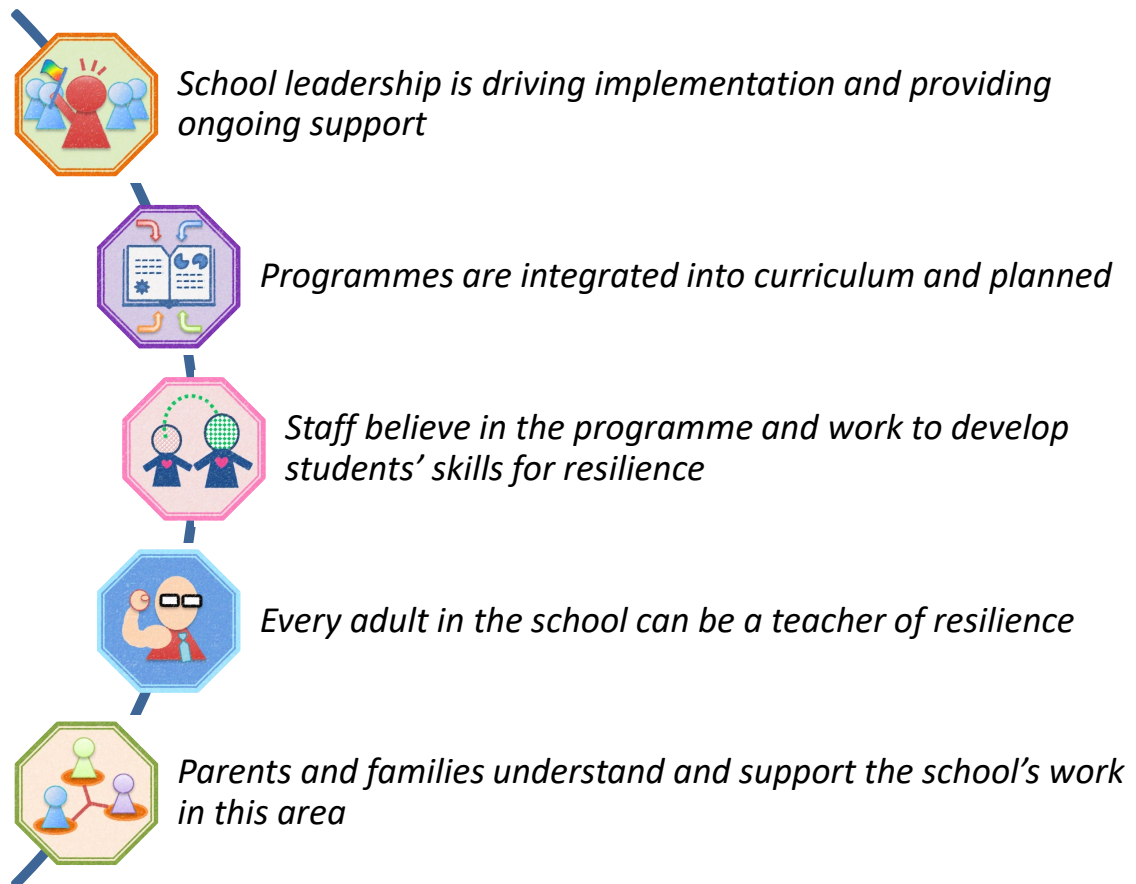 School leadership is driving implementation and providing
ongoing support
Programmes are integrated into curriculum and planned
Staff believe in the programme and work to develop
students’ skills for resilience
Every adult in the school can be a teacher of resilience
Parents and families understand and support the school’s work
in this area